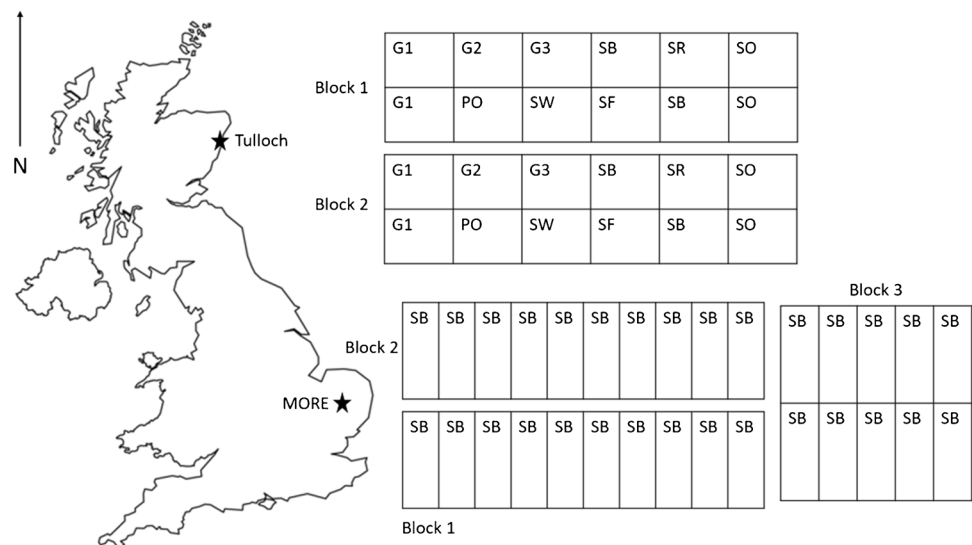 N
Tulloch
MORE
Block 1
G1 G2 G3 SB SR SO
G1 PO SW SF SB SO
Block 2
G1 G2 G3 SB SR SO
G1 PO SW SF SB SO
Block 2
SB SB SB SB SB SB SB SB SB SB
SB SB SB SB SB SB SB SB SB SB
Block 1
Block 3
SB SB SB SB SB
SB SB SB SB SB